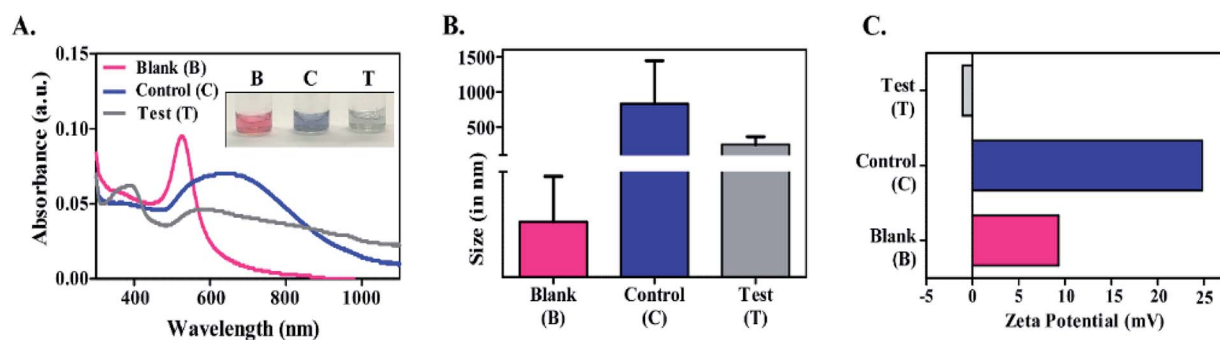 A.
0.15
0.10
0.05
0.00
Absorbance (a.u.)
Blank (B)
Control (C)
Test (T)
B C T
400 600 800 1000
Wavelength (nm)
B.
1500
1000
500
Size (in nm)
Blank
(B)
Control
(C)
Test
(T)
C.
Test
(T)
Control
(C)
Blank
(B)
-5 0 5 10 15 20 25
Zeta Potential (mV)